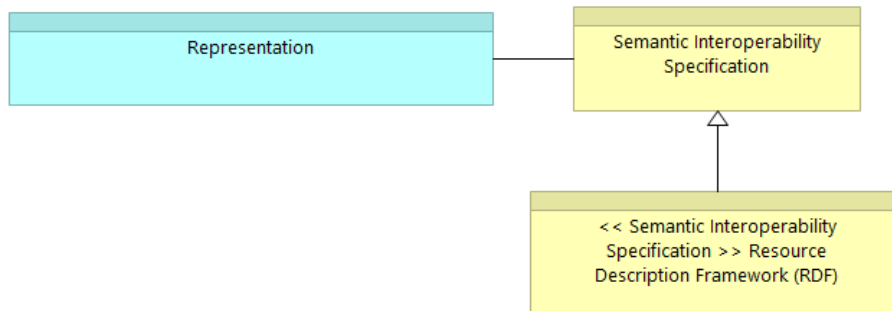 Representation
Semantic Interoperability
Specification
<< Semantic Interoperability
Specification >> Resource
Description Framework (RDF)